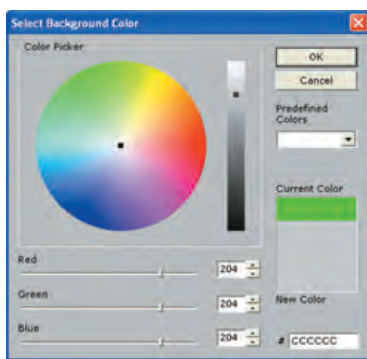 Select Background Color
Color Picker
OK
Cancel
Predefined
Colors
Current Color
Red
204
Green
204
New Color
Blue
204
# CCCCCC